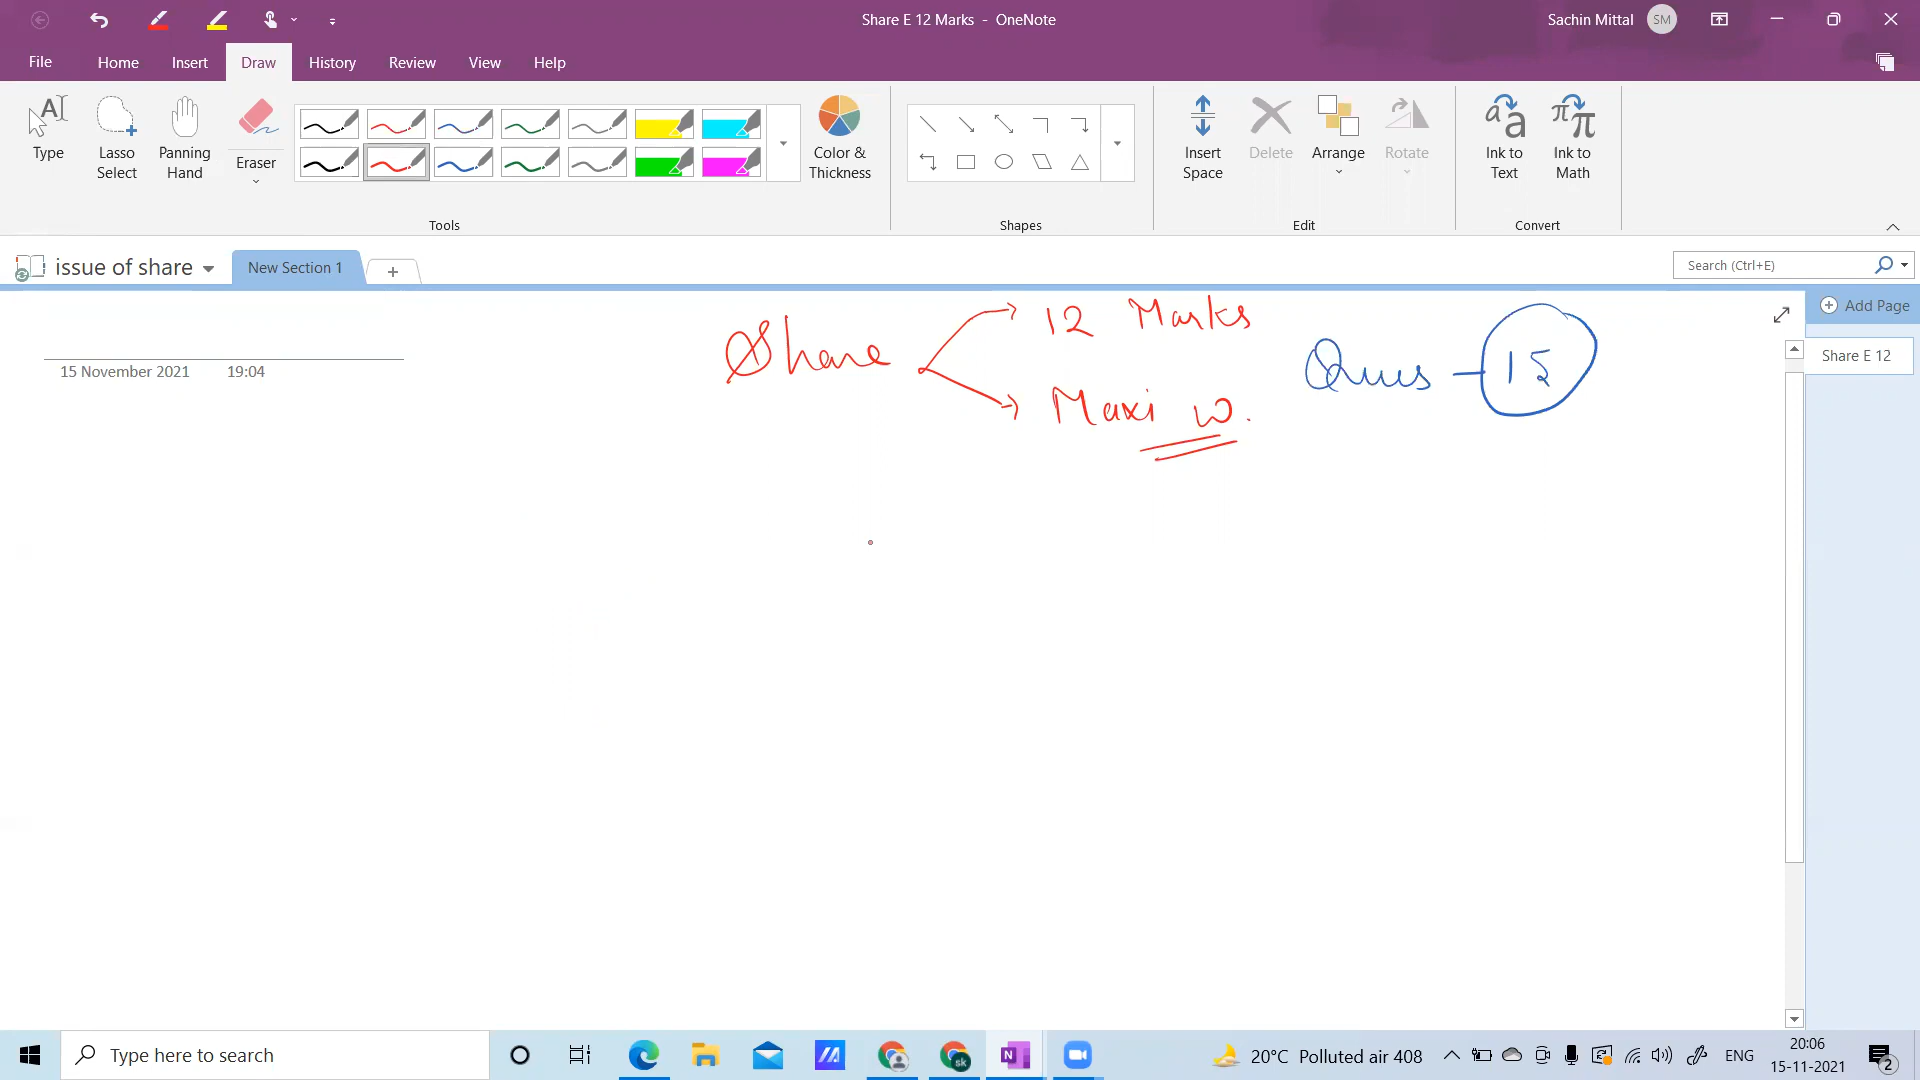 Share E 12 Marks - OneNote
Sachin Mittal SM
File Home Insert Draw History Review View Help
Type
Lasso Select
Panning Hand
Eraser
Color & Thickness
Insert Space
Delete
Arrange
Rotate
Ink to Text
Ink to Math
Tools Shapes Edit Convert
issue of share New Section 1 + Search (Ctrl+E)
Add Page
Share E 12
15 November 2021 19:04
Share
12 Marks
Maxi w.
Ques - 15
Type here to search
20°C Polluted air 408
ENG
20:06
15-11-2021
2